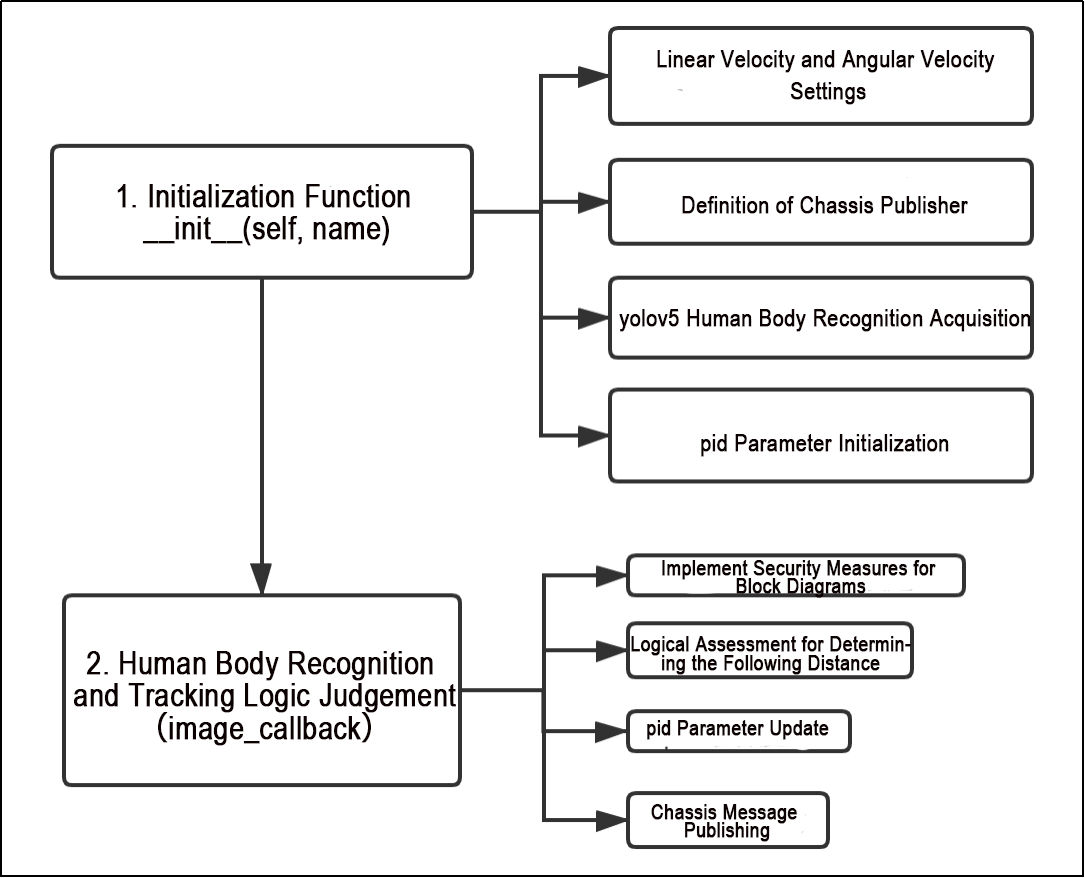 1. Initialization Function
__init__(self, name)
Linear Velocity and Angular Velocity
Settings
Definition of Chassis Publisher
yolov5 Human Body Recognition Acquisition
pid Parameter Initialization
2. Human Body Recognition
and Tracking Logic Judgement
(image_callback)
Implement Security Measures for
Block Diagrams
Logical Assessment for Determin-
ing the Following Distance
pid Parameter Update
Chassis Message
Publishing